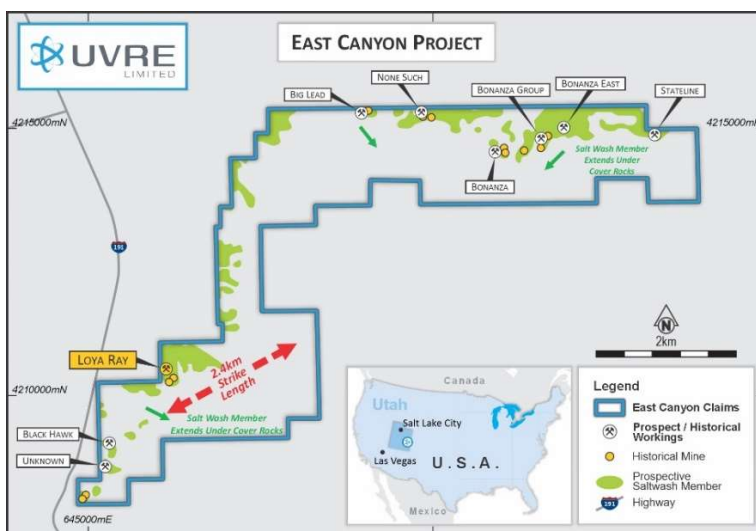 UVRE
LIMITED
EAST CANYON PROJECT
BIG LEAD
NONE SUCH
BONANZA GROUP
BONANZA EAST
STATELINE
4215000mN
4215000mN
BONANZA
Salt Wash Member
Extends Under
Cover Rocks
191
LOYA RAY
2.4km
Strike
Length
4210000mN
Salt Wash Member
Extends Under Cover Rocks
BLACK HAWK
UNKNOWN
645000mE
N
2km
Canada
Utah
Salt Lake City
Las Vegas
U.S.A.
Mexico
Legend
East Canyon Claims
Prospect / Historical
Workings
Historical Mine
Prospective
Saltwash Member
191
Highway